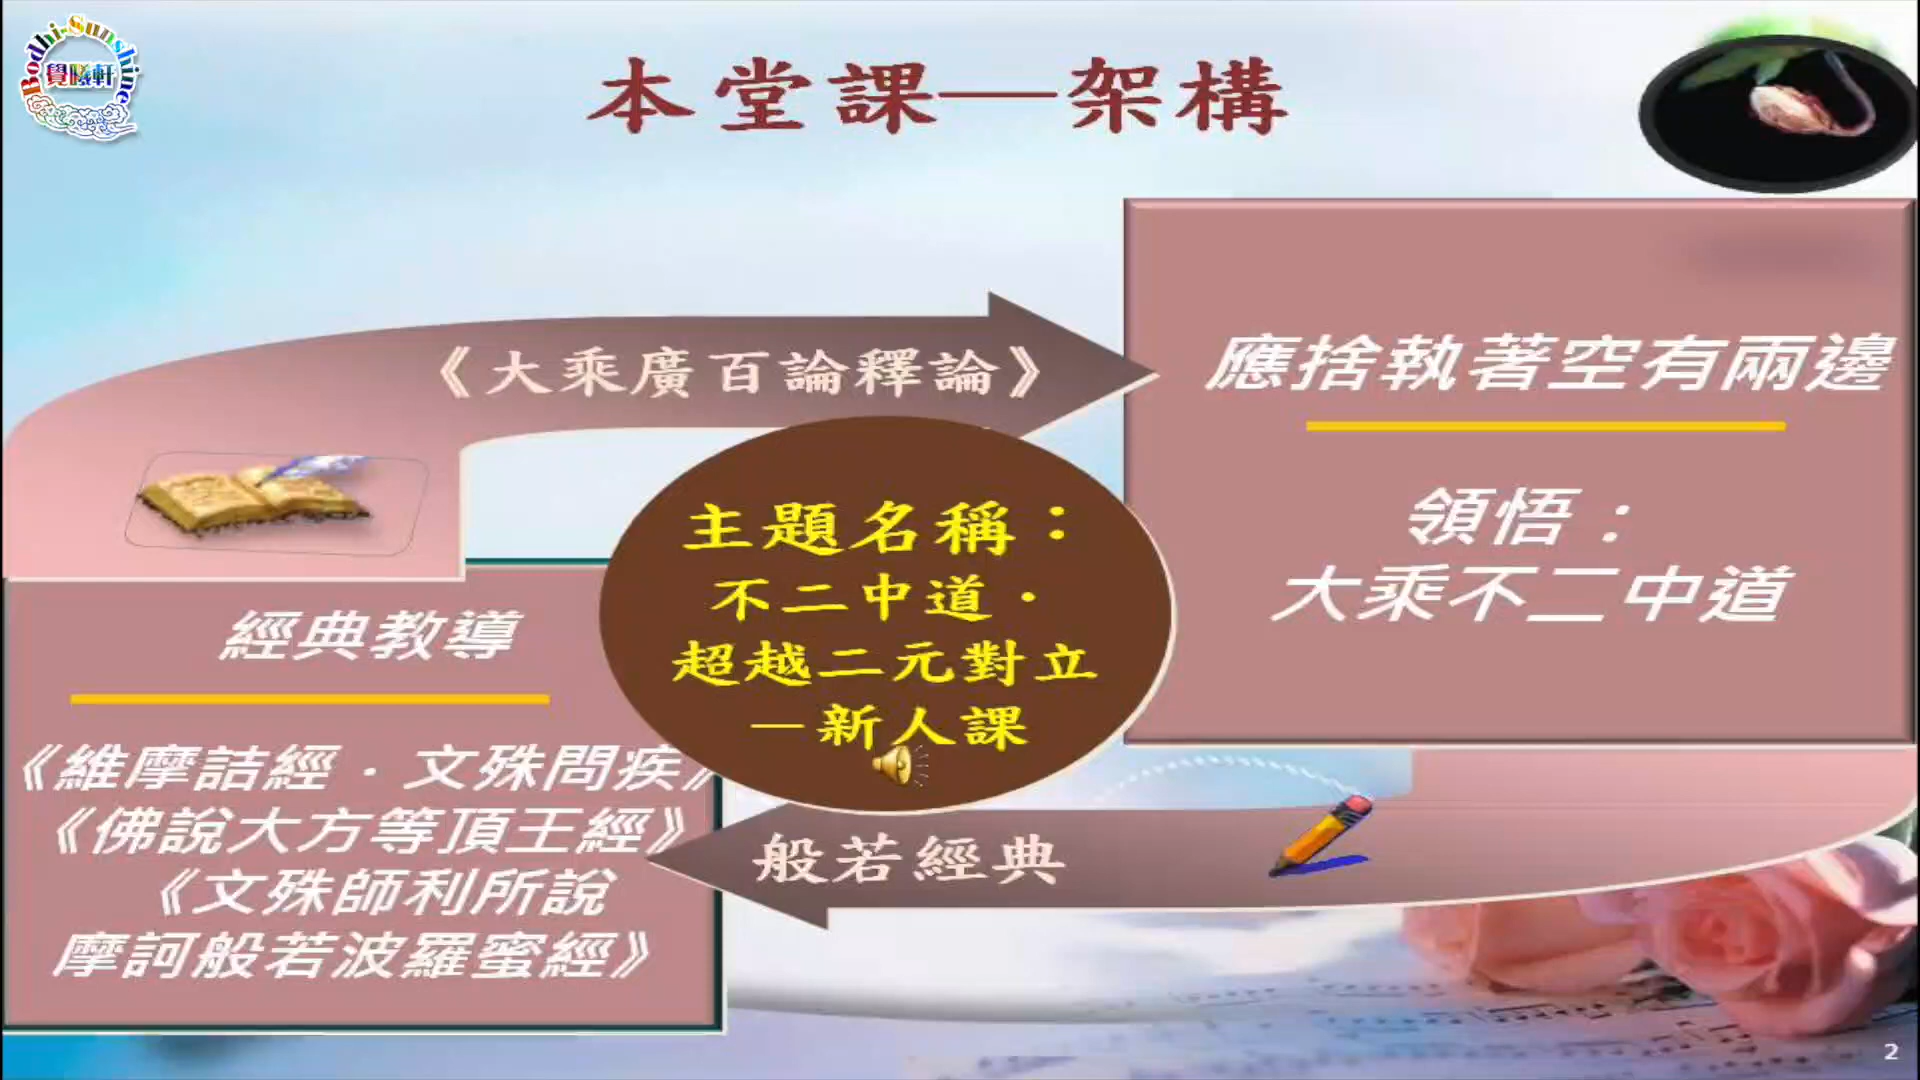 Bodhi-Sunshine
覺曦軒
本堂課—架構
《大乘廣百論釋論》
應捨執著空有兩邊
領悟：
大乘不二中道
主題名稱：
不二中道·
超越二元對立
—新人課
經典教導
《維摩詰經·文殊問疾》
《佛說大方等頂王經》
《文殊師利所說
摩訶般若波羅蜜經》
般若經典
2